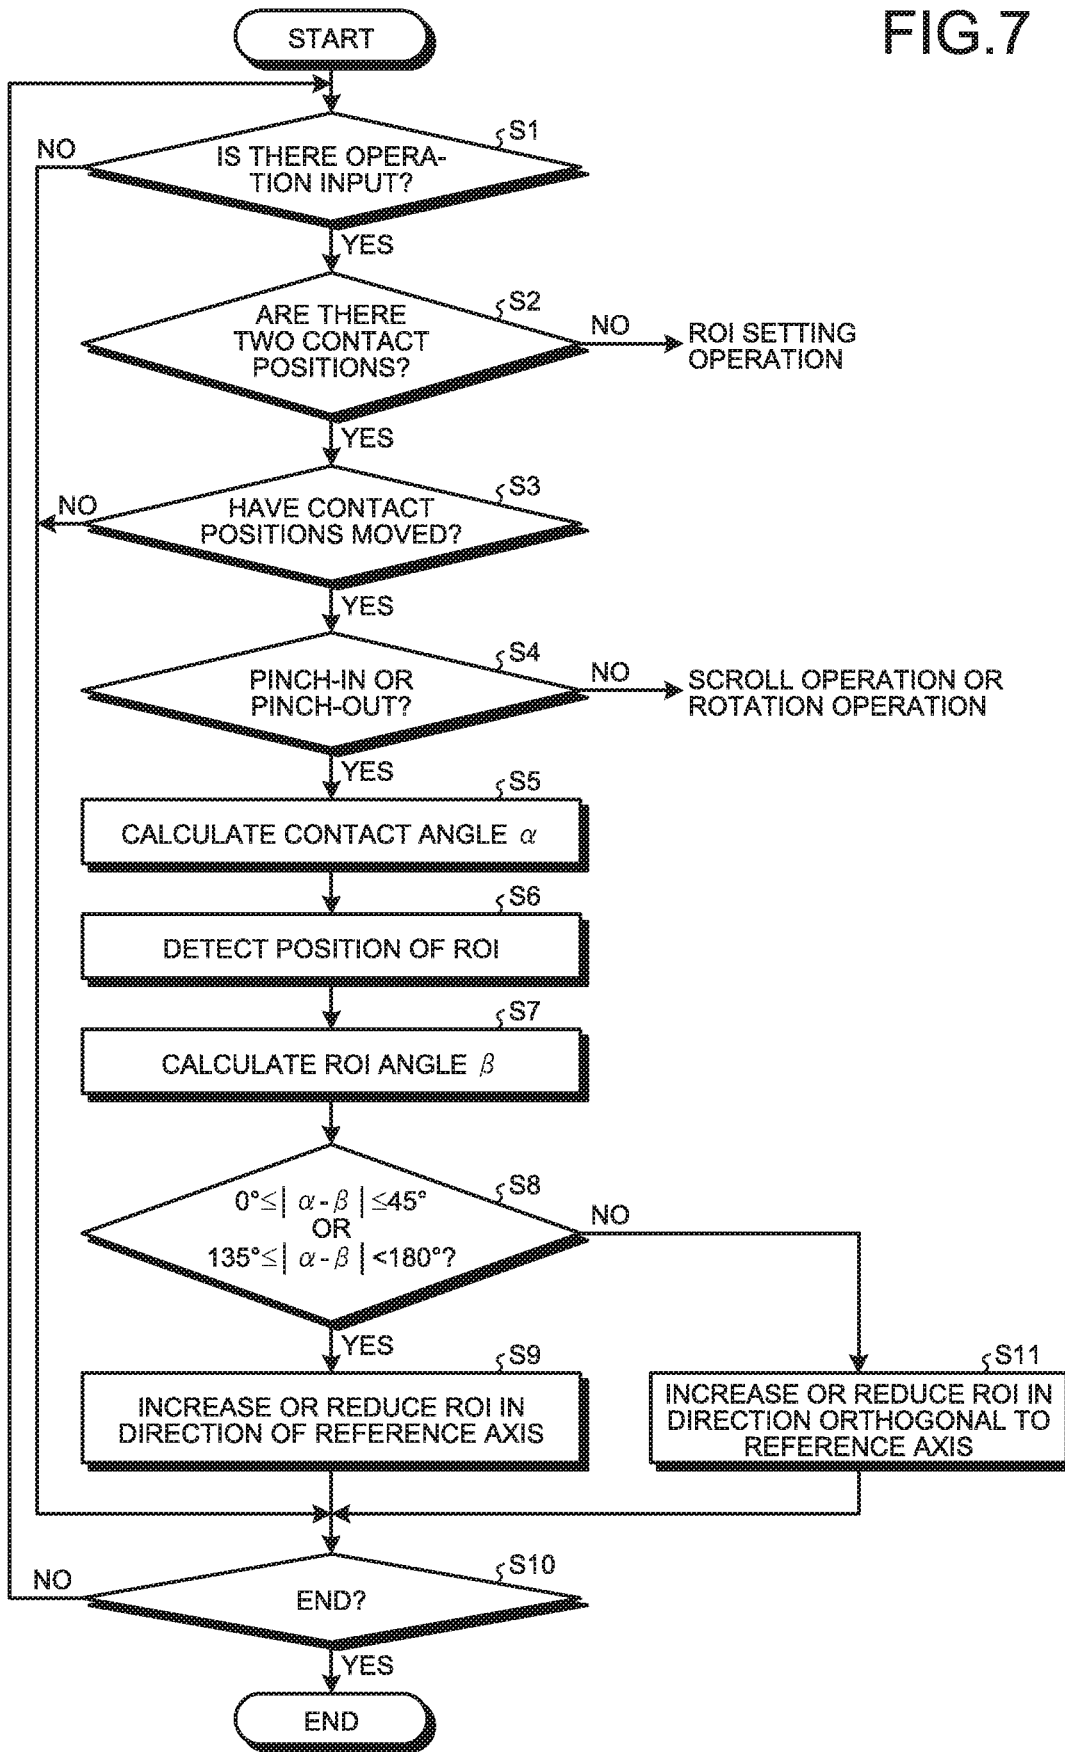 FIG.7
START
S1
NO
IS THERE OPERA-
TION INPUT?
YES
S2
ARE THERE
TWO CONTACT
POSITIONS?
NO
ROI SETTING
OPERATION
YES
S3
NO
HAVE CONTACT
POSITIONS MOVED?
YES
S4
PINCH-IN OR
PINCH-OUT?
NO
SCROLL OPERATION OR
ROTATION OPERATION
YES
S5
CALCULATE CONTACT ANGLE α
S6
DETECT POSITION OF ROI
S7
CALCULATE ROI ANGLE β
S8
0°≤| α - β | ≤45°
OR
135°≤| α - β | <180°?
NO
YES
S9
INCREASE OR REDUCE ROI IN
DIRECTION OF REFERENCE AXIS
S11
INCREASE OR REDUCE ROI IN
DIRECTION ORTHOGONAL TO
REFERENCE AXIS
S10
NO
END?
YES
END